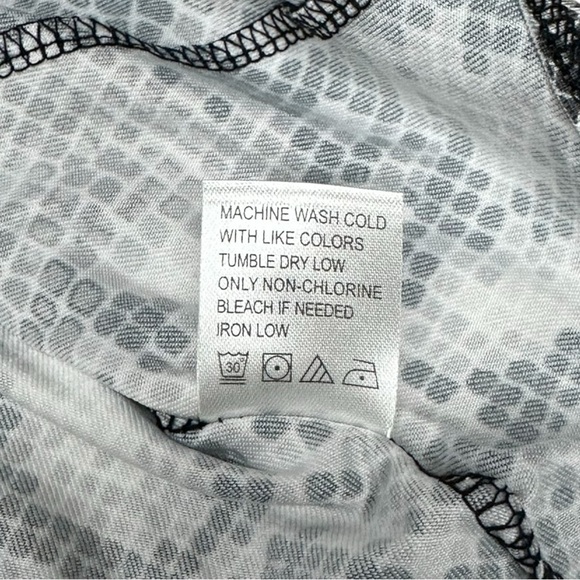 MACHINE WASH COLD
WITH LIKE COLORS
TUMBLE DRY LOW
ONLY NON-CHLORINE
BLEACH IF NEEDED
IRON LOW
30°